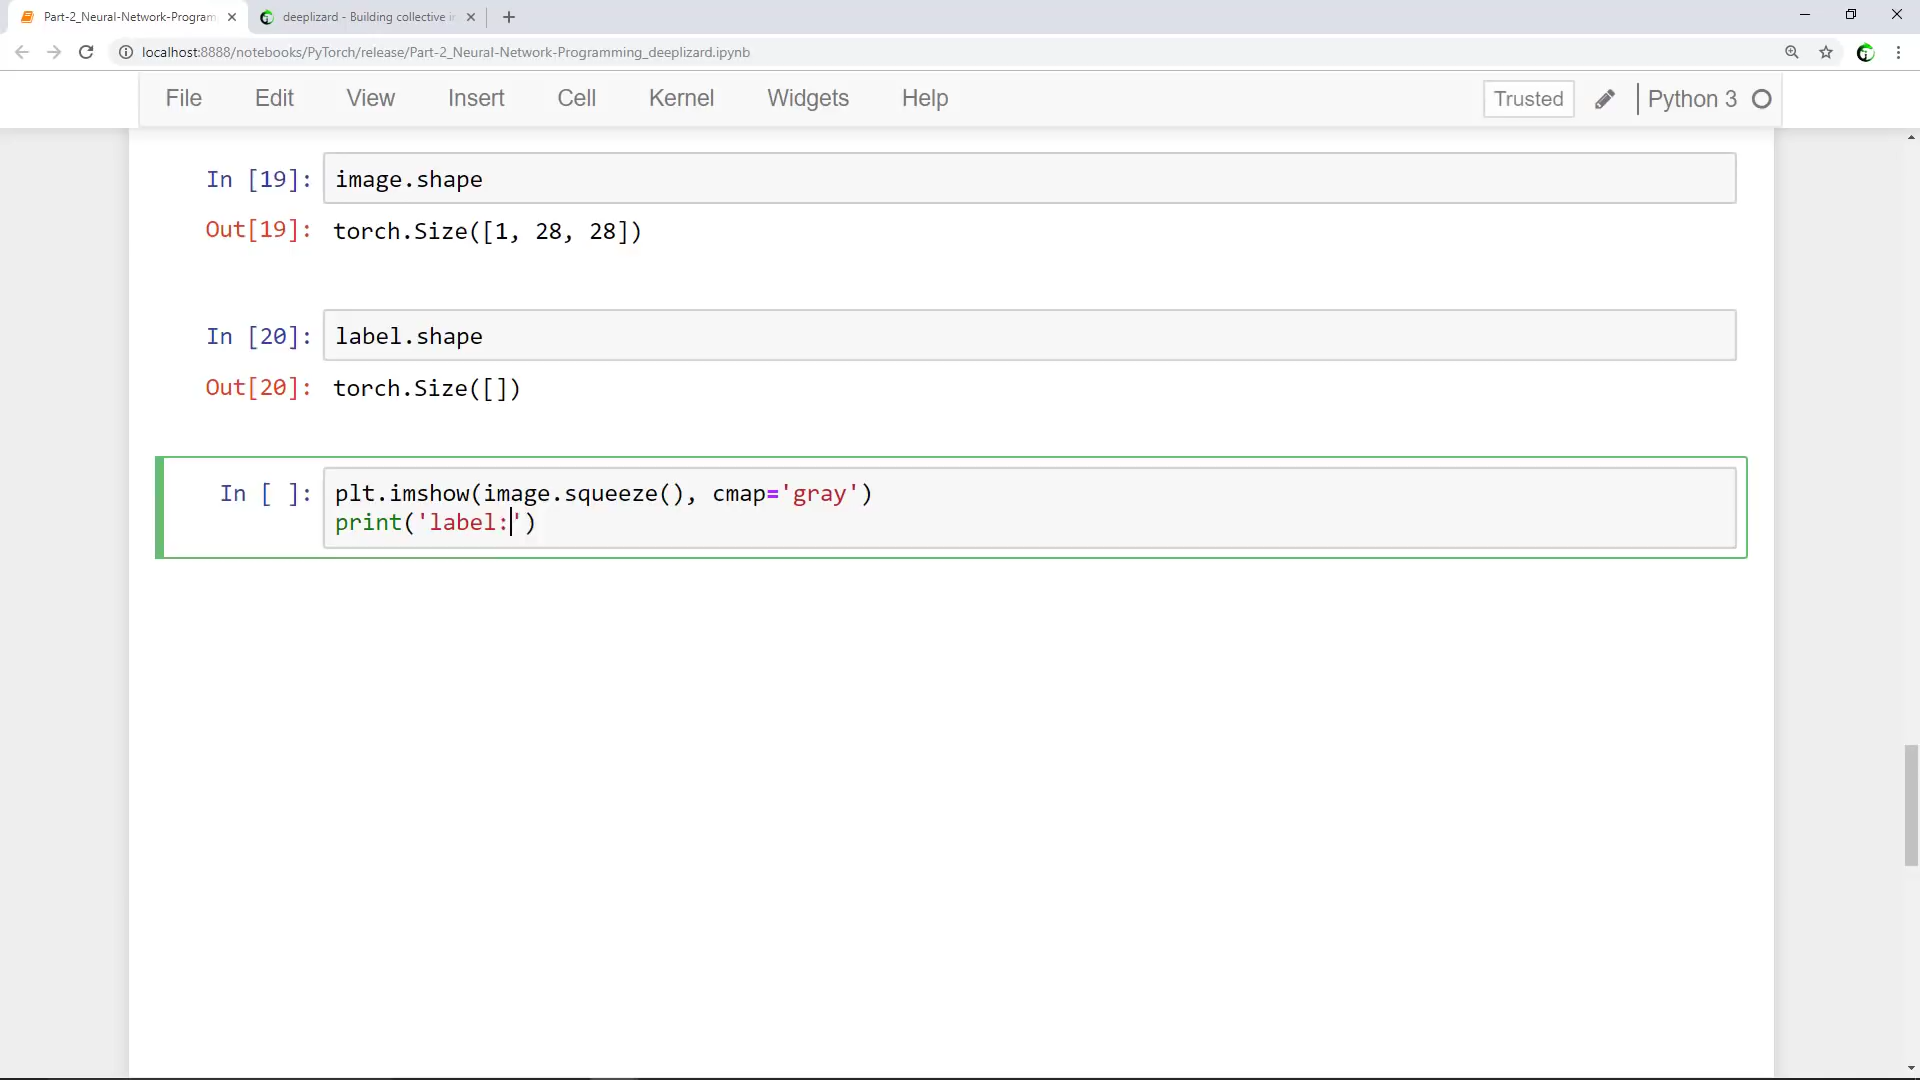 Part-2_Neural-Network-Program
deeplizard - Building collective i
localhost:8888/notebooks/PyTorch/release/Part-2_Neural-Network-Programming_deeplizard.ipynb
File Edit View Insert Cell Kernel Widgets Help Trusted Python 3
In [19]: image.shape
Out[19]: torch.Size([1, 28, 28])
In [20]: label.shape
Out[20]: torch.Size([])
In [ ]: plt.imshow(image.squeeze(), cmap='gray')
print('label:')